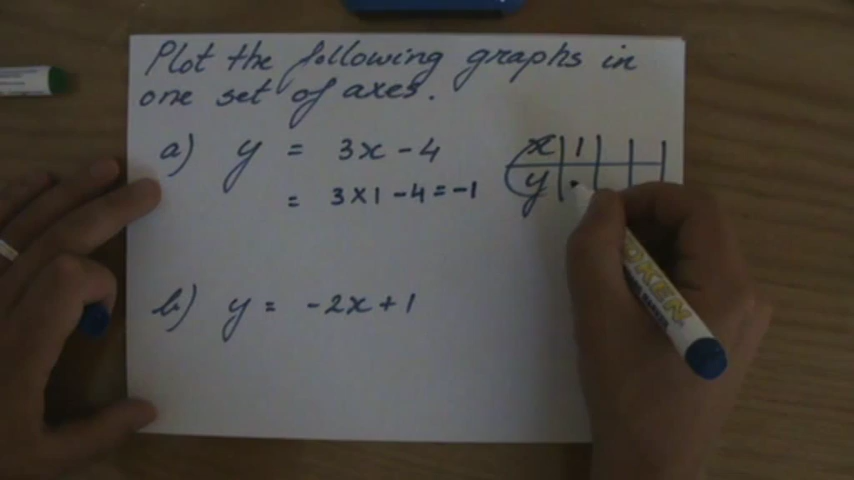 Plot the following graphs in
one set of axes.
a) y = 3x - 4
= 3x1 - 4 = -1
x | 1 | | |
y |
b) y = -2x + 1